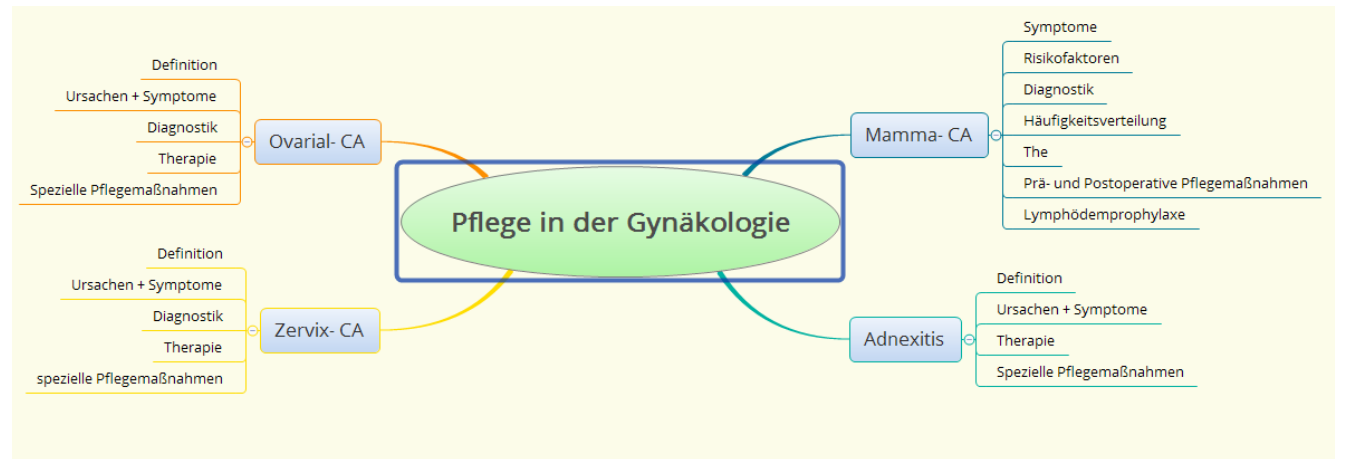 Pflege in der Gynäkologie
Mamma- CA
Symptome
Risikofaktoren
Diagnostik
Häufigkeitsverteilung
The
Prä- und Postoperative Pflegemaßnahmen
Lymphödemprophylaxe
Adnexitis
Definition
Ursachen + Symptome
Therapie
Spezielle Pflegemaßnahmen
Zervix- CA
Definition
Ursachen + Symptome
Diagnostik
Therapie
spezielle Pflegemaßnahmen
Ovarial- CA
Definition
Ursachen + Symptome
Diagnostik
Therapie
Spezielle Pflegemaßnahmen